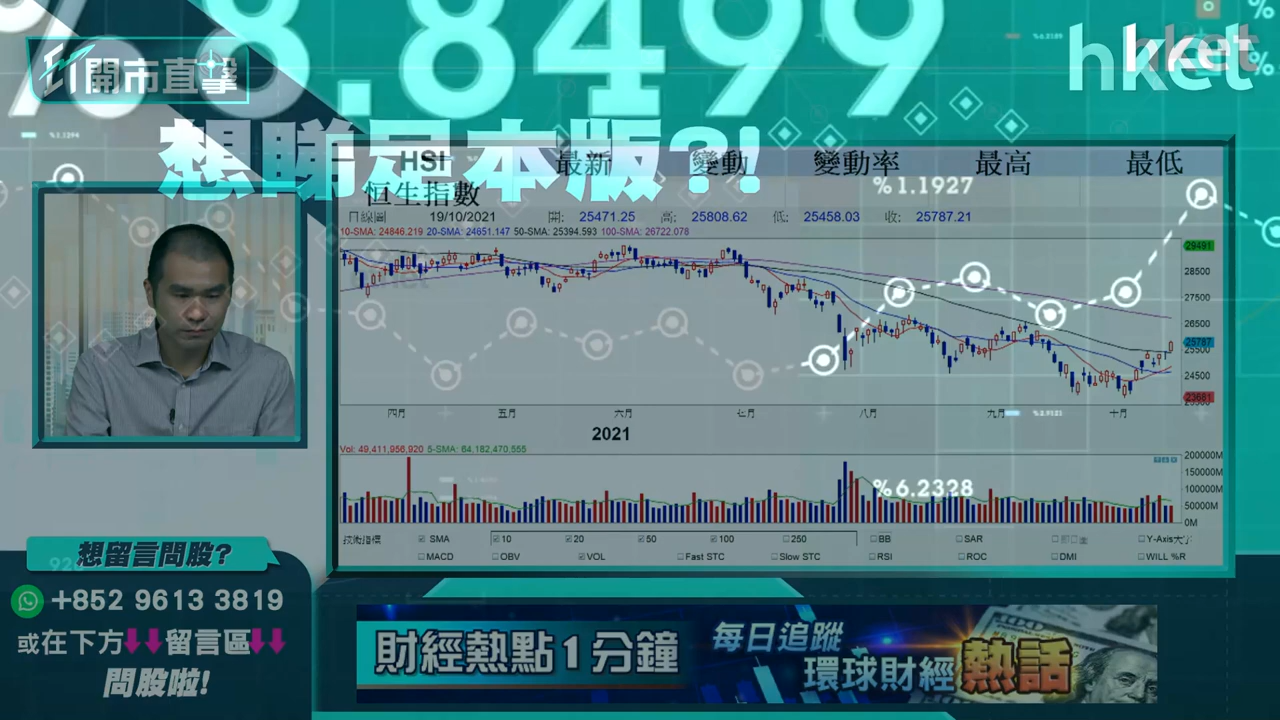 % 8.8499
hket
%
%
ET開市直擊
想睇足本版?!
HSI 最新 變動 變動率 最高 最低
% 1.1927
恒生指數
日線圖 19/10/2021 開: 25471.25 高: 25808.62 低: 25458.03 收: 25787.21
10-SMA: 24846.219 20-SMA: 24651.147 50-SMA: 25394.593 100-SMA: 26722.078
29491
28500
27500
26500
25787
25500
24500
23681
四月 五月 六月 七月 八月 九月 十月
2021
Vol: 49,411,956,920 5-SMA: 64,182,470,555
200000M
150000M
100000M
50000M
0M
% 6.2328
技術指標 SMA 10 20 50 100 250 BB SAR Y-Axis大字
MACD OBV VOL Fast STC Slow STC RSI ROC DMI WILL %R
想留言問股?
+852 9613 3819
或在下方留言區
問股啦!
財經熱點1分鐘
每日追蹤
環球財經熱話